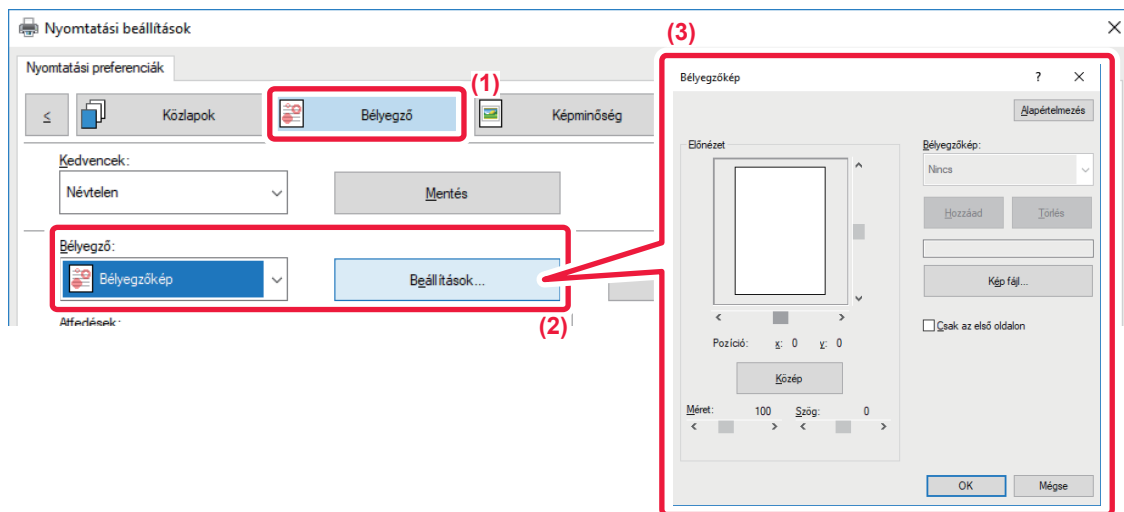 Nyomtatási beállítások
Nyomtatási preferenciák
(1)
< Közlapok Bélyegző Képminőség
Kedvencek:
Névtelen Mentés
Bélyegző:
Bélyegzőkép Beállítások...
(2)
Átfedések:
(3)
Bélyegzőkép ? ×
Alapértelmezés
Előnézet
Bélyegzőkép:
Nincs
Hozzáad Törlés
Kép fájl...
Csak az első oldalon
Pozíció: x: 0 y: 0
Közép
Méret: 100 Szög: 0
OK Mégse